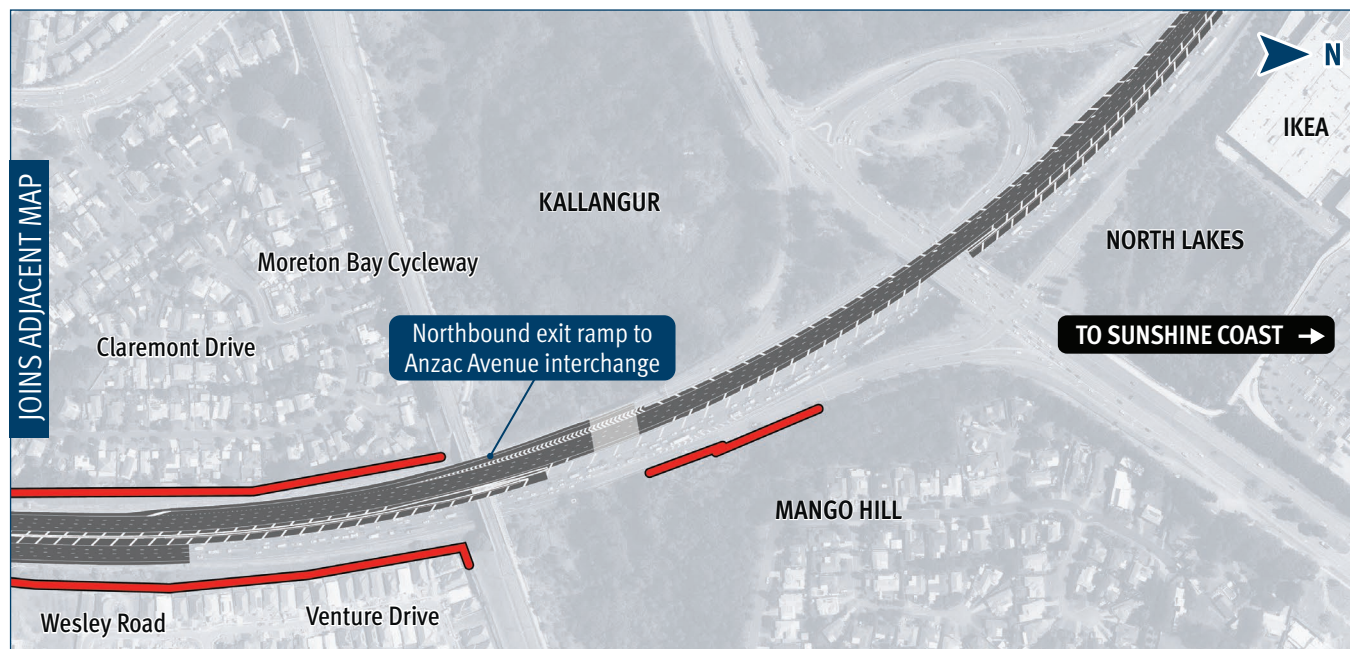 N
IKEA
JOINS ADJACENT MAP
KALLANGUR
NORTH LAKES
Moreton Bay Cycleway
Northbound exit ramp to
Anzac Avenue interchange
TO SUNSHINE COAST →
Claremont Drive
MANGO HILL
Wesley Road
Venture Drive